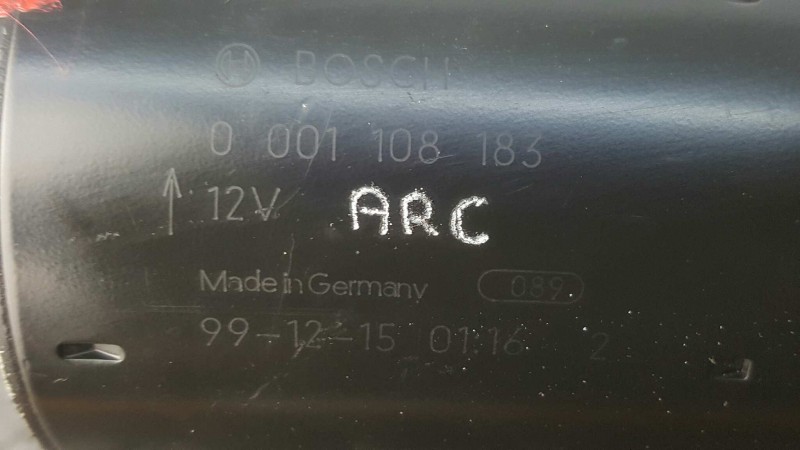 BOSCH
0 001 108 183
12V ARC
Made in Germany 089
99-12-15 01:16 2